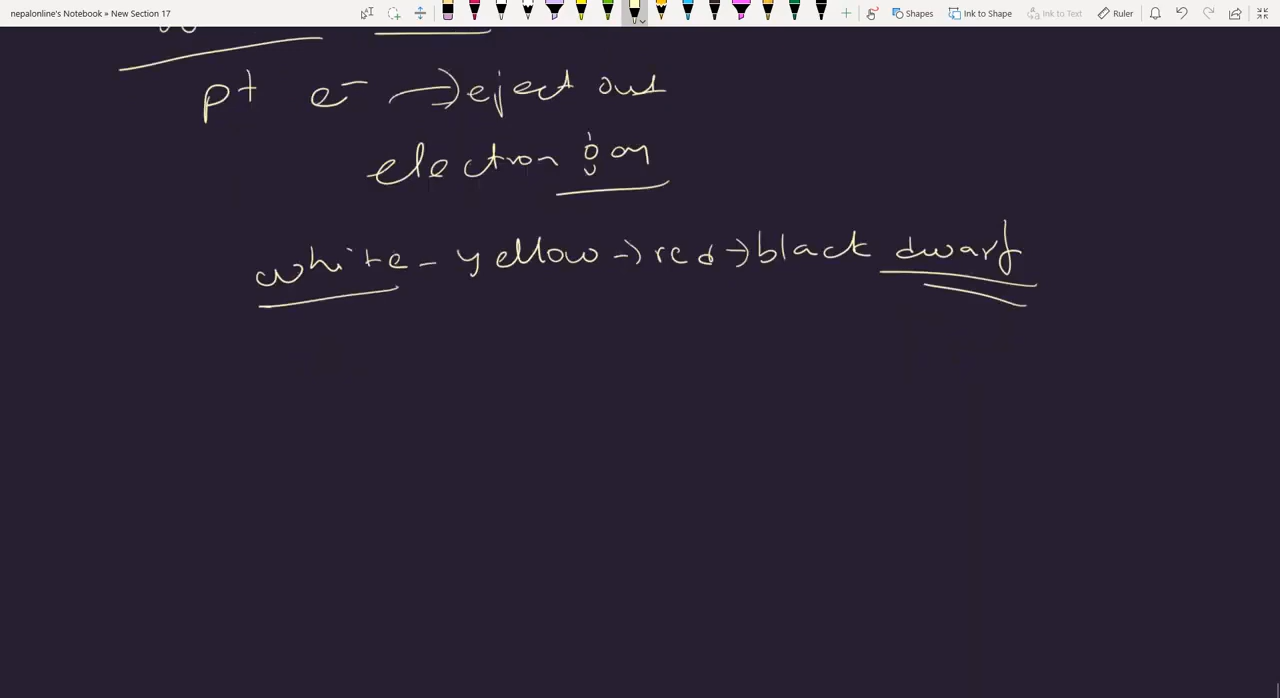 nepalonline's Notebook » New Section 17
Shapes Ink to Shape Ink to Text Ruler
pt e⁻ → eject out
electron
white - yellow → red → black dwarf